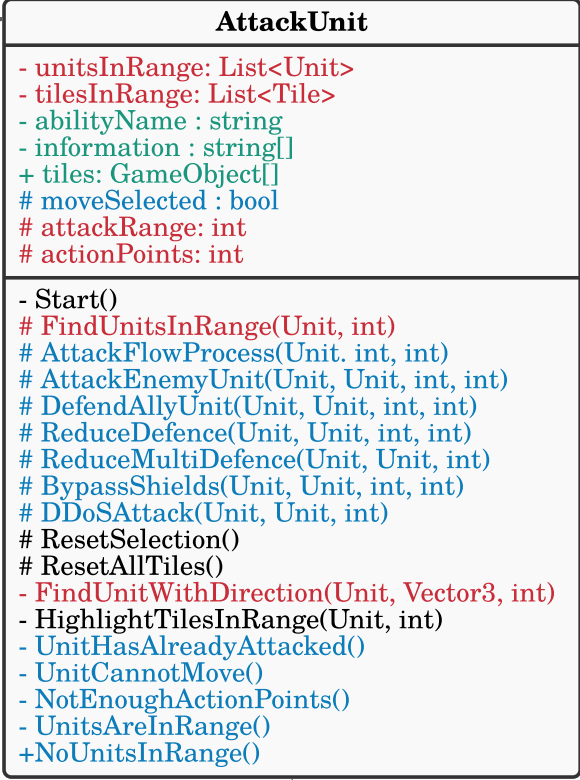 AttackUnit
- unitsInRange: List<Unit>
- tilesInRange: List<Tile>
- abilityName : string
- information : string[]
+ tiles: GameObject[]
# moveSelected : bool
# attackRange: int
# actionPoints: int
- Start()
# FindUnitsInRange(Unit, int)
# AttackFlowProcess(Unit. int, int)
# AttackEnemyUnit(Unit, Unit, int, int)
# DefendAllyUnit(Unit, Unit, int, int)
# ReduceDefence(Unit, Unit, int, int)
# ReduceMultiDefence(Unit, Unit, int)
# BypassShields(Unit, Unit, int, int)
# DDoSAttack(Unit, Unit, int)
# ResetSelection()
# ResetAllTiles()
- FindUnitWithDirection(Unit, Vector3, int)
- HighlightTilesInRange(Unit, int)
- UnitHasAlreadyAttacked()
- UnitCannotMove()
- NotEnoughActionPoints()
- UnitsAreInRange()
+NoUnitsInRange()